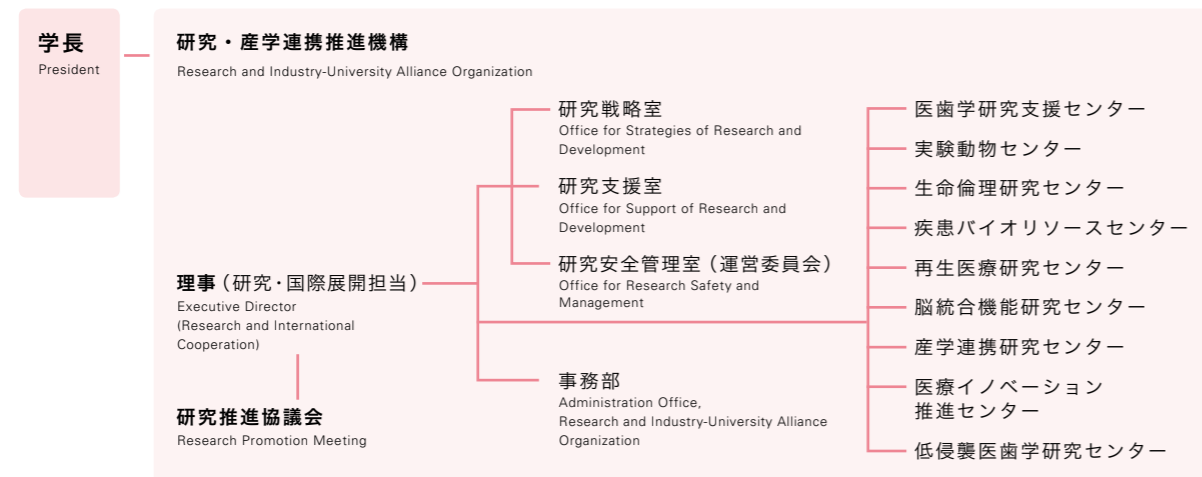 学長
President
研究・産学連携推進機構
Research and Industry-University Alliance Organization
理事（研究・国際展開担当）
Executive Director
(Research and International
Cooperation)
研究推進協議会
Research Promotion Meeting
研究戦略室
Office for Strategies of Research and
Development
研究支援室
Office for Support of Research and
Development
研究安全管理室（運営委員会）
Office for Research Safety and
Management
事務部
Administration Office,
Research and Industry-University Alliance
Organization
医歯学研究支援センター
実験動物センター
生命倫理研究センター
疾患バイオリソースセンター
再生医療研究センター
脳統合機能研究センター
産学連携研究センター
医療イノベーション
推進センター
低侵襲医歯学研究センター